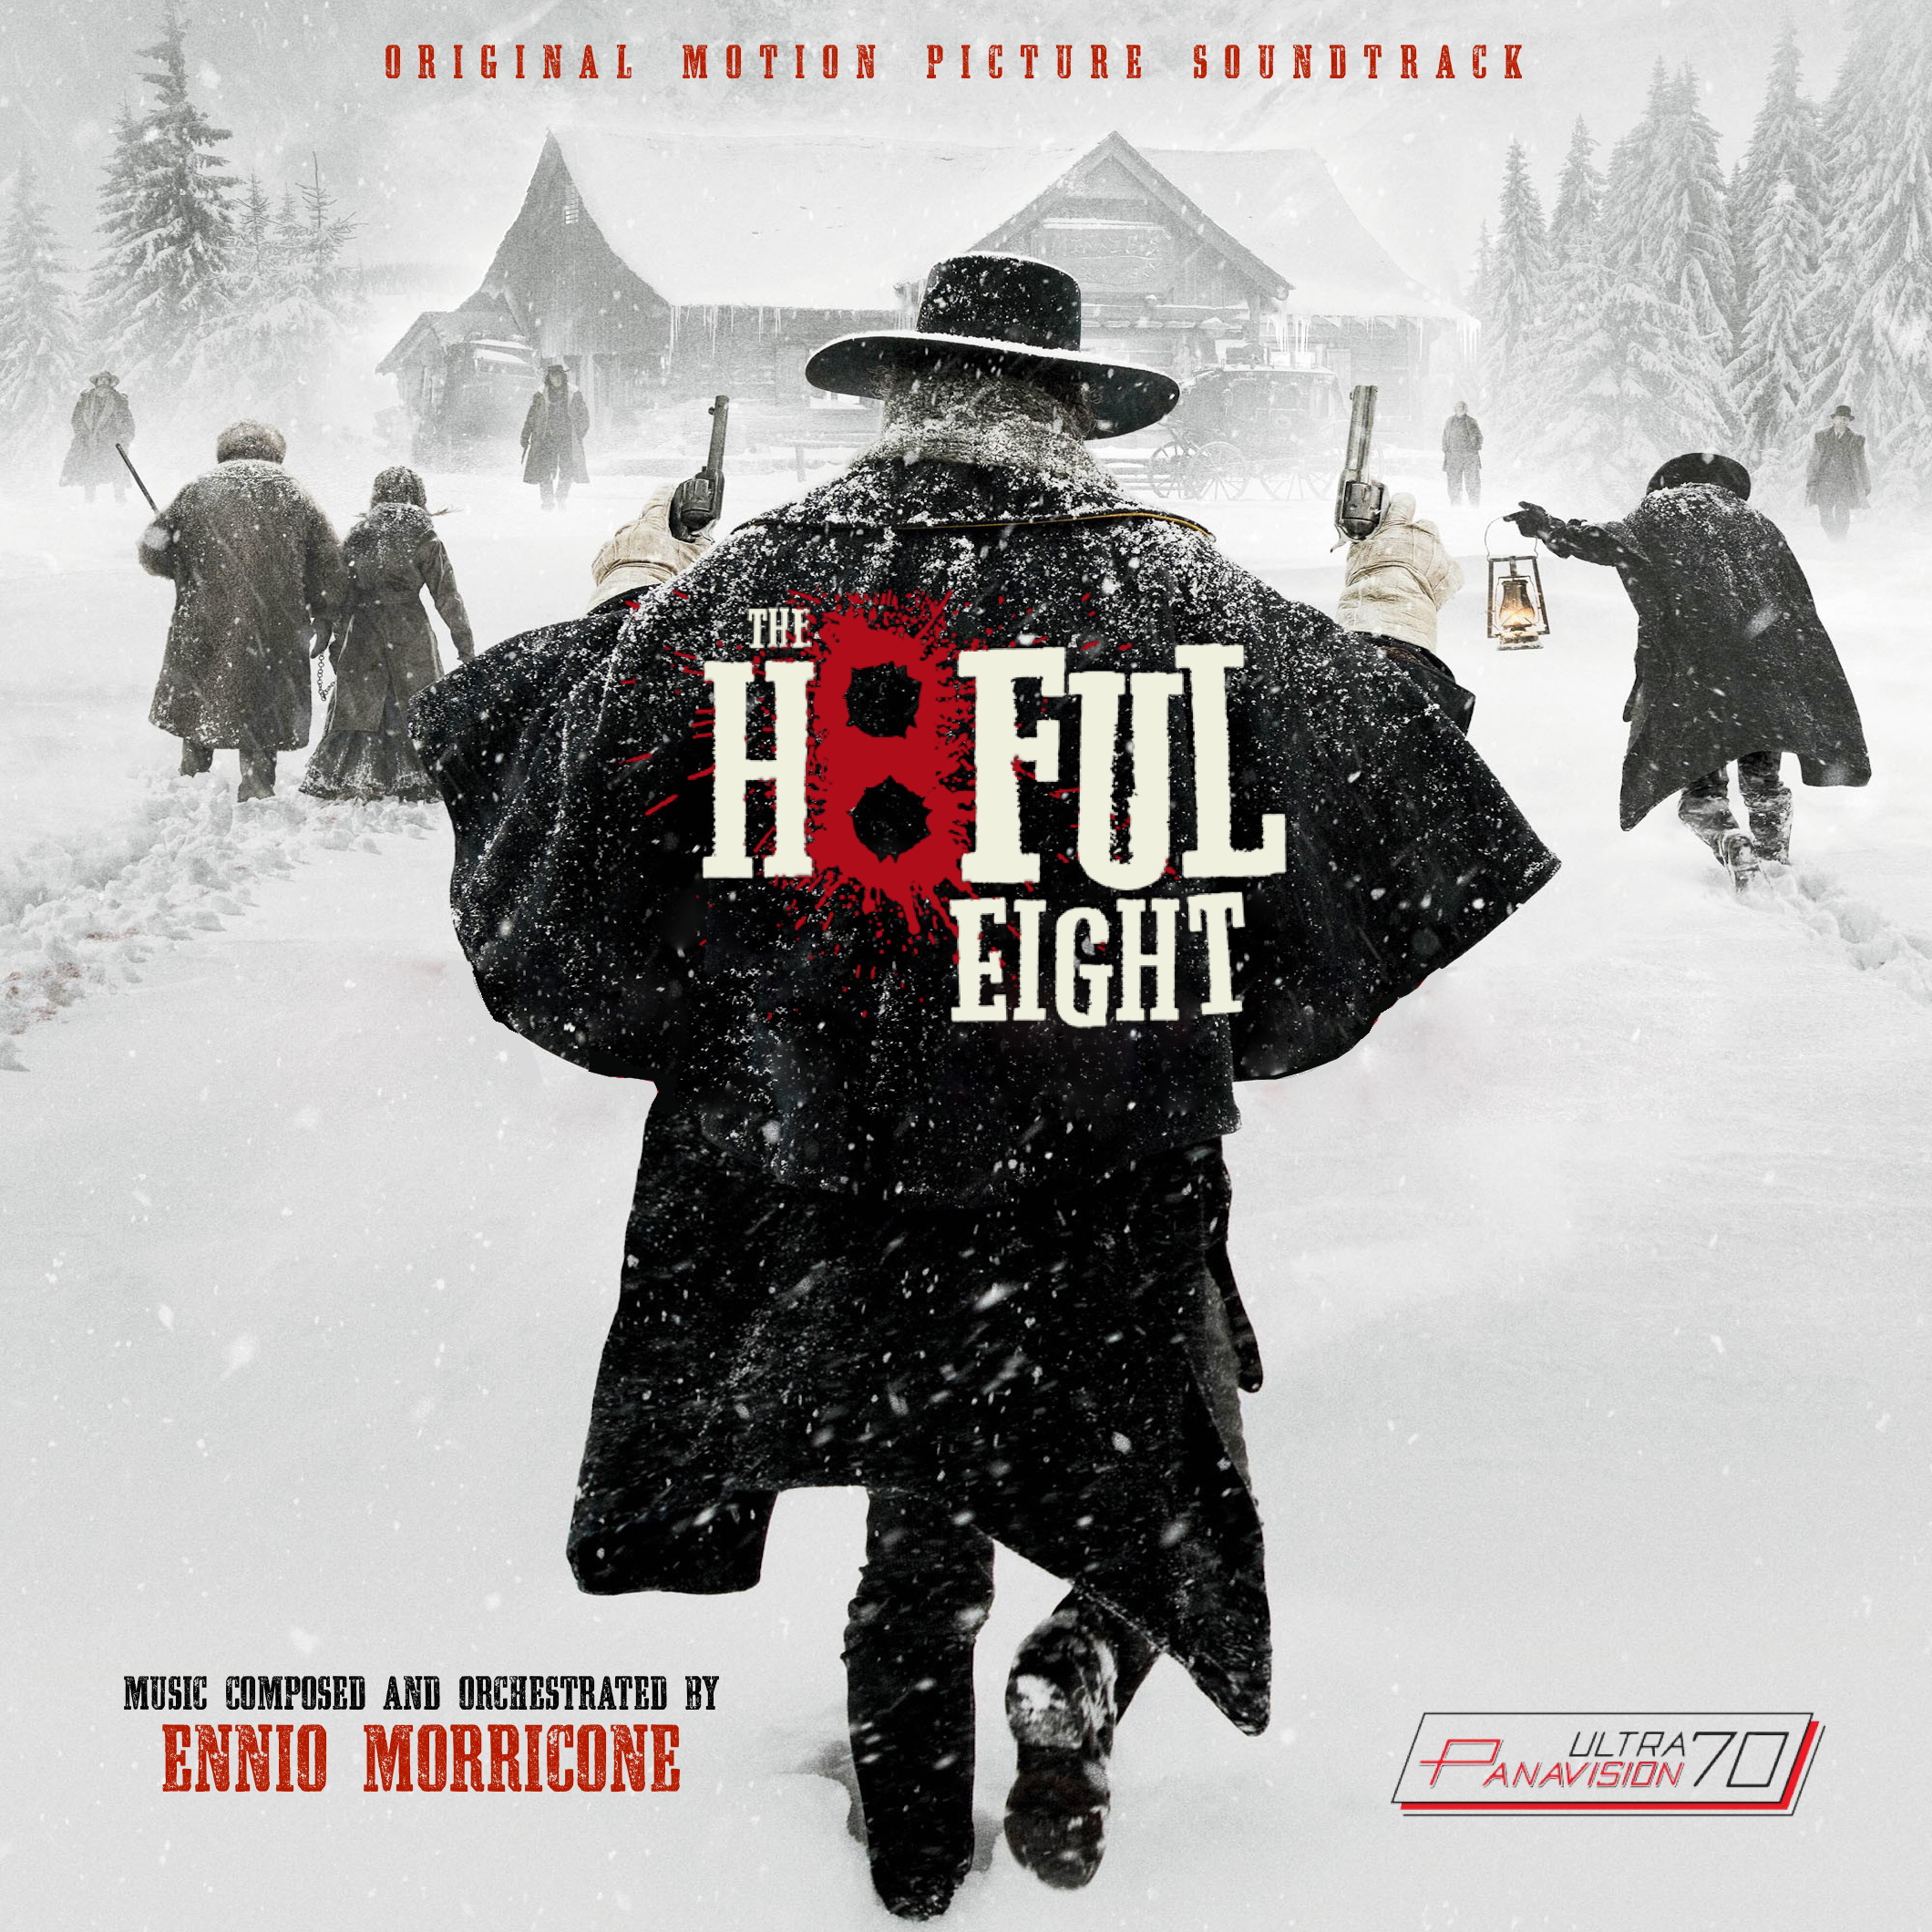 ORIGINAL MOTION PICTURE SOUNDTRACK
THE
H8FUL
EIGHT
MUSIC COMPOSED AND ORCHESTRATED BY
ENNIO MORRICONE
ULTRA
PANAVISION 70